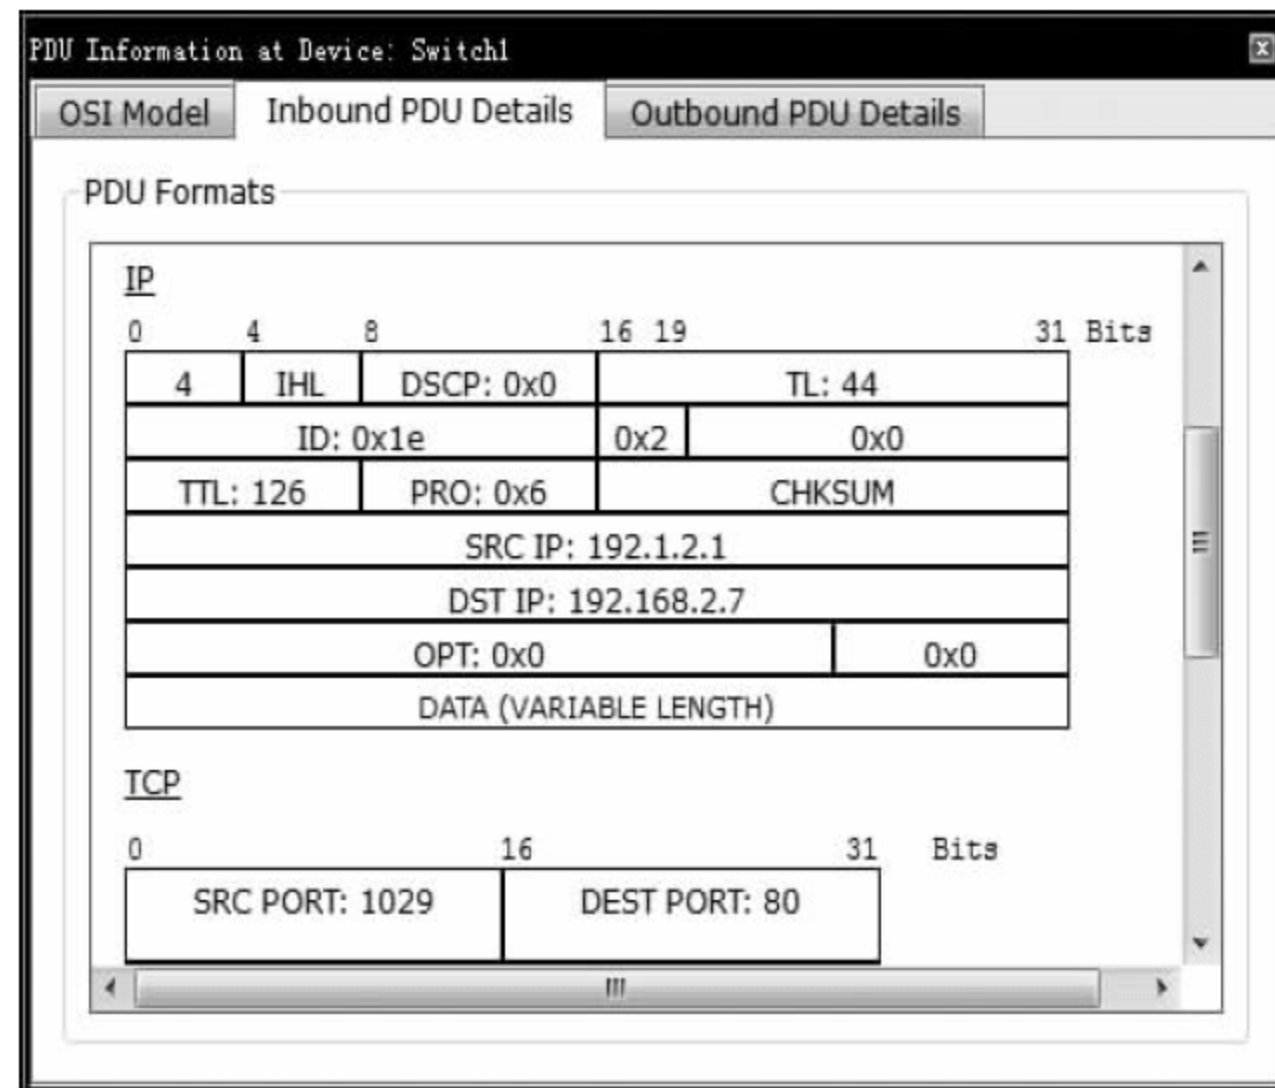 PDU Information at Device: Switch1
OSI Model Inbound PDU Details Outbound PDU Details
PDU Formats
IP
0 4 8 16 19 31 Bits
4 IHL DSCP: 0x0 TL: 44
ID: 0x1e 0x2 0x0
TTL: 126 PRO: 0x6 CHKSUM
SRC IP: 192.1.2.1
DST IP: 192.168.2.7
OPT: 0x0 0x0
DATA (VARIABLE LENGTH)
TCP
0 16 31 Bits
SRC PORT: 1029 DEST PORT: 80